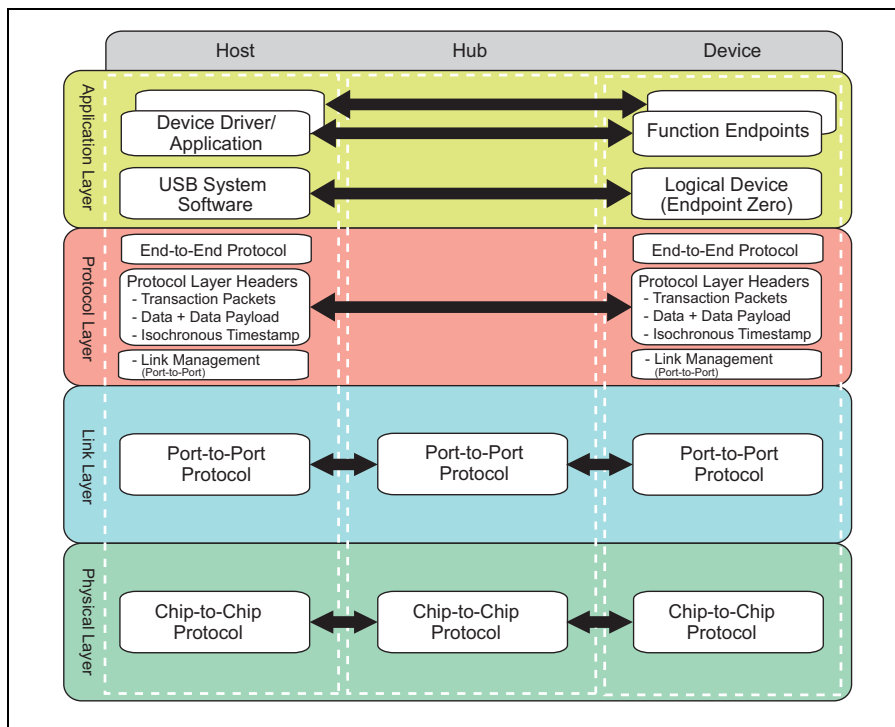 Host
Hub
Device
Application Layer
Device Driver/
Application
Function Endpoints
USB System
Software
Logical Device
(Endpoint Zero)
Protocol Layer
End-to-End Protocol
End-to-End Protocol
Protocol Layer Headers
- Transaction Packets
- Data + Data Payload
- Isochronous Timestamp
Protocol Layer Headers
- Transaction Packets
- Data + Data Payload
- Isochronous Timestamp
- Link Management
(Port-to-Port)
- Link Management
(Port-to-Port)
Link Layer
Port-to-Port
Protocol
Port-to-Port
Protocol
Port-to-Port
Protocol
Physical Layer
Chip-to-Chip
Protocol
Chip-to-Chip
Protocol
Chip-to-Chip
Protocol